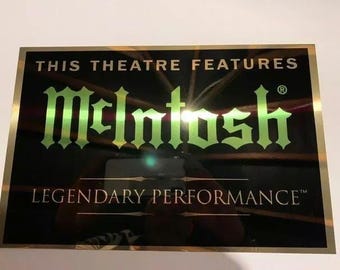 THIS THEATRE FEATURES
McIntosh®
LEGENDARY PERFORMANCE™